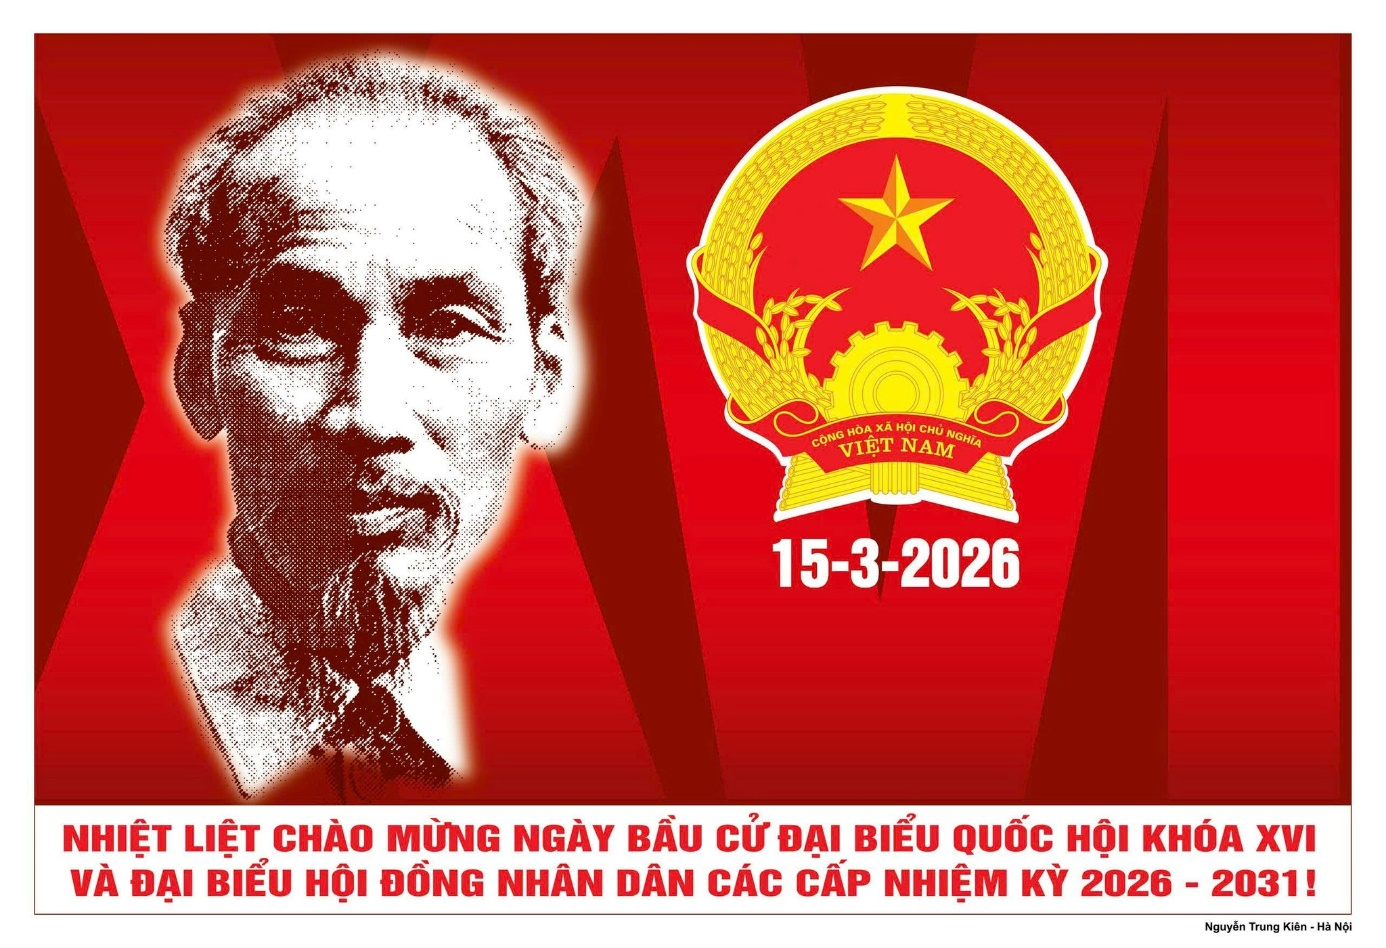 CỘNG HÒA XÃ HỘI CHỦ NGHĨA
VIỆT NAM
15-3-2026
NHIỆT LIỆT CHÀO MỪNG NGÀY BẦU CỬ ĐẠI BIỂU QUỐC HỘI KHÓA XVI
VÀ ĐẠI BIỂU HỘI ĐỒNG NHÂN DÂN CÁC CẤP NHIỆM KỲ 2026 - 2031!
Nguyễn Trung Kiên - Hà Nội